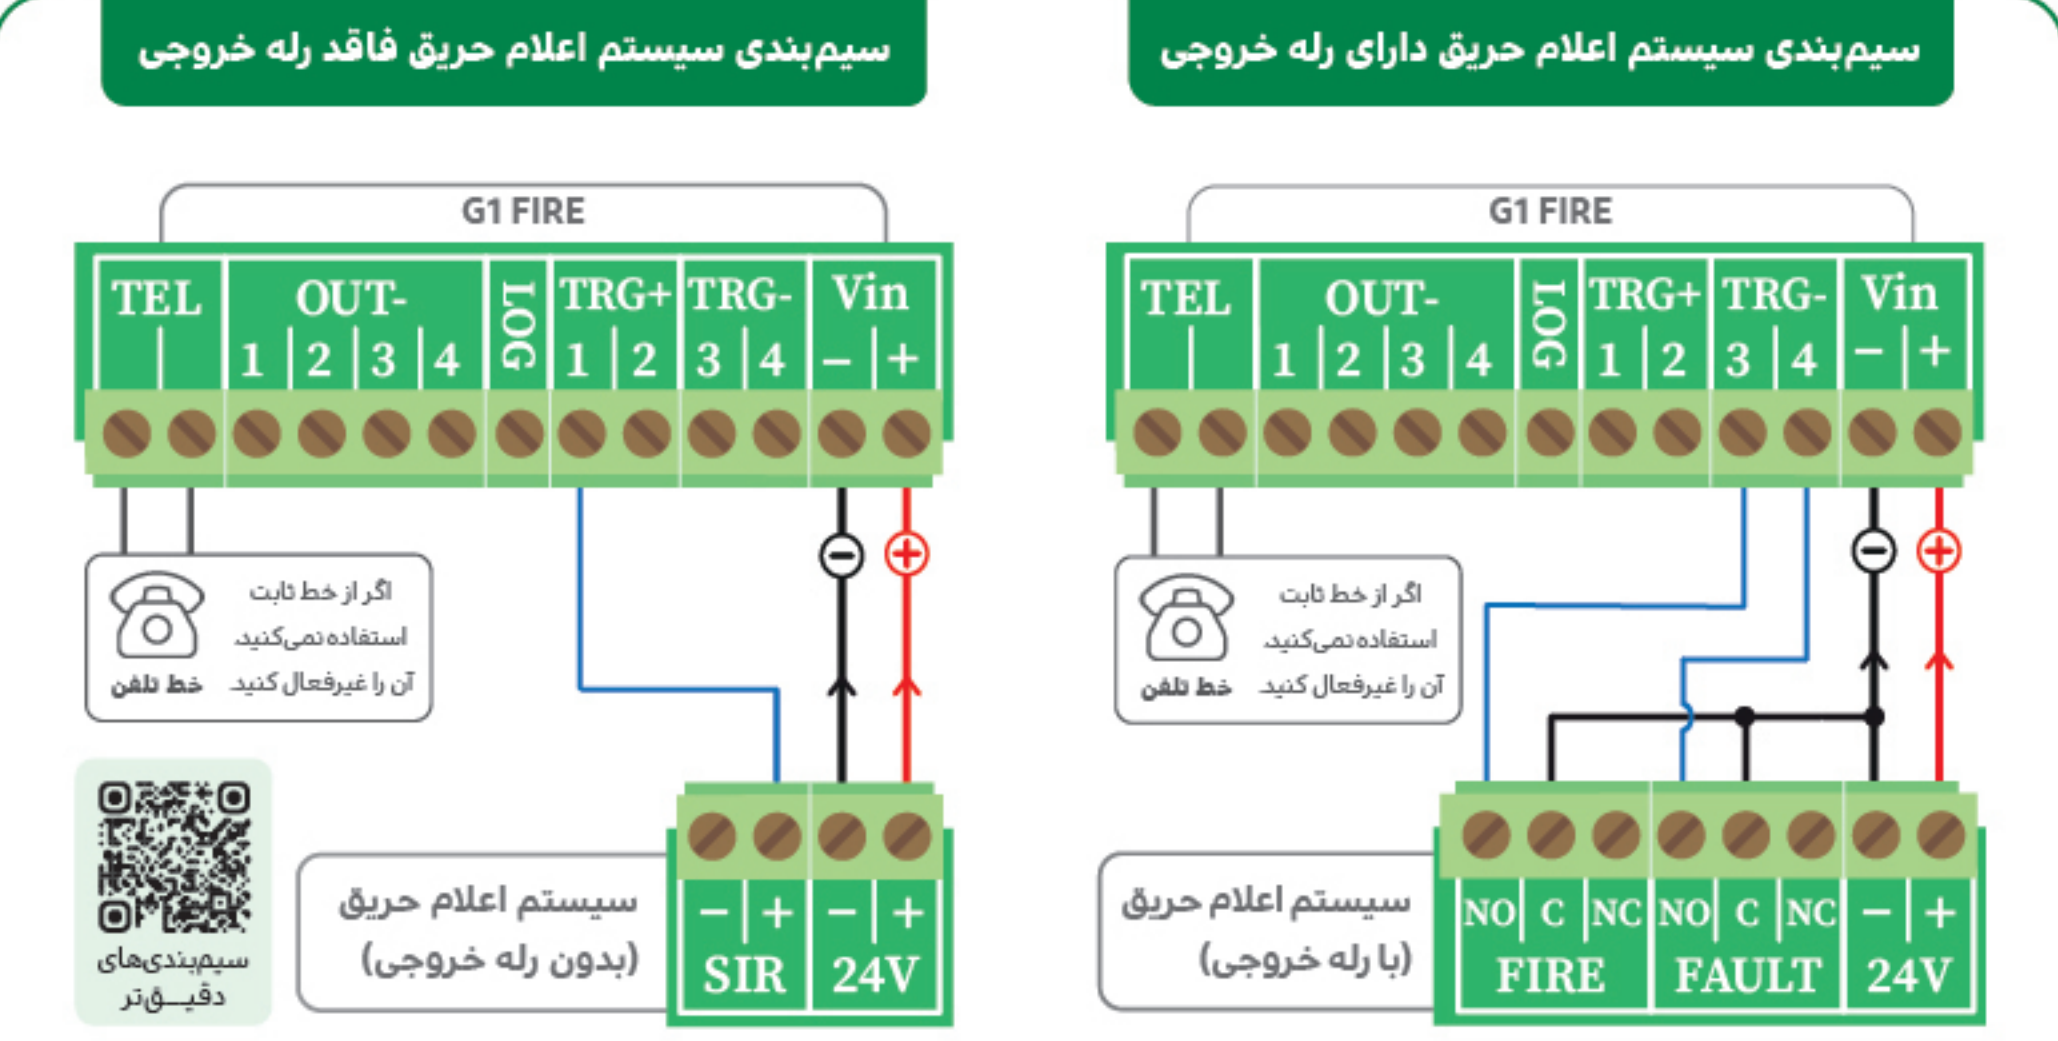 سیم‌بندی سیستم اعلام حریق دارای رله خروجی
G1 FIRE
TEL OUT- LOG TRG+ TRG- Vin
1 2 3 4 1 2 3 4 − +
اگر از خط ثابت
استفاده نمی‌کنید،
آن را غیرفعال کنید.
خط تلفن
سیستم اعلام حریق
(با رله خروجی)
NO C NC NO C NC − +
FIRE FAULT 24V
سیم‌بندی سیستم اعلام حریق فاقد رله خروجی
G1 FIRE
TEL OUT- LOG TRG+ TRG- Vin
1 2 3 4 1 2 3 4 − +
اگر از خط ثابت
استفاده نمی‌کنید،
آن را غیرفعال کنید.
خط تلفن
سیستم اعلام حریق
(بدون رله خروجی)
− + − +
SIR 24V
سیم‌بندی‌های
دقیـــق‌تر